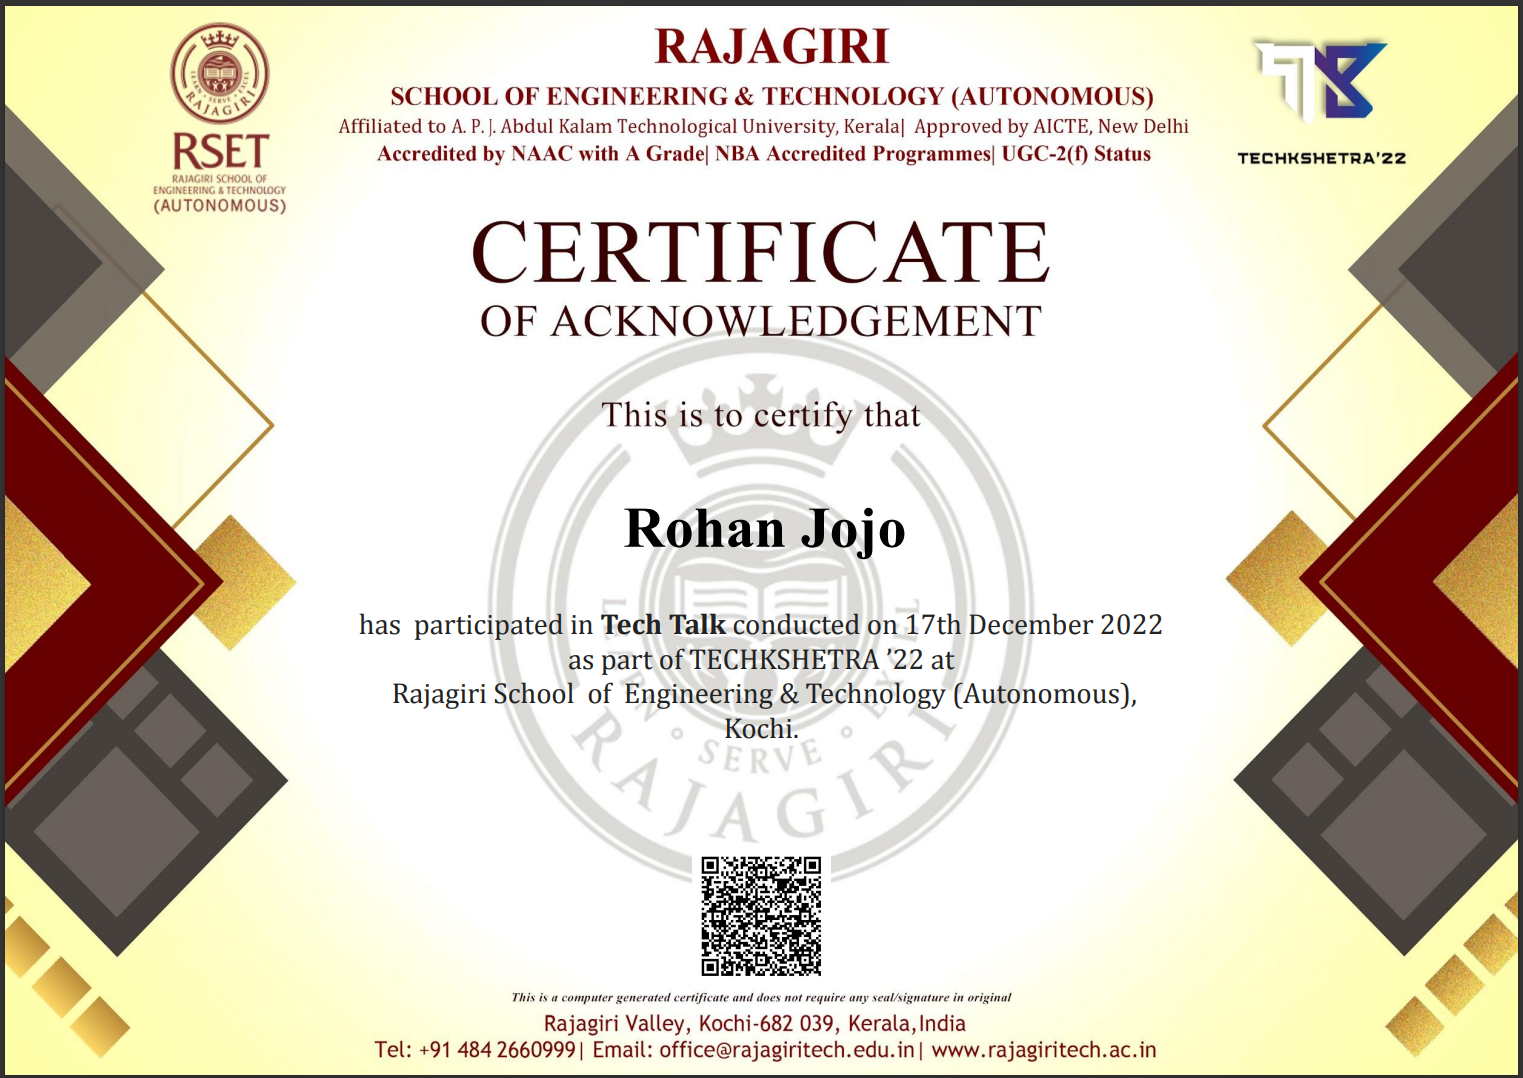 RAJAGIRI
SCHOOL OF ENGINEERING & TECHNOLOGY (AUTONOMOUS)
Affiliated to A. P. J. Abdul Kalam Technological University, Kerala| Approved by AICTE, New Delhi
Accredited by NAAC with A Grade| NBA Accredited Programmes| UGC-2(f) Status
LEARN • SERVE • EXCEL
RAJAGIRI
RSET
RAJAGIRI SCHOOL OF
ENGINEERING & TECHNOLOGY
(AUTONOMOUS)
TK
TECHKSHETRA'22
CERTIFICATE
OF ACKNOWLEDGEMENT
This is to certify that
Rohan Jojo
has participated in Tech Talk conducted on 17th December 2022
as part of TECHKSHETRA ’22 at
Rajagiri School of Engineering & Technology (Autonomous),
Kochi.
LEARN ° SERVE ° EXCEL
RAJAGIRI
This is a computer generated certificate and does not require any seal/signature in original
Rajagiri Valley, Kochi-682 039, Kerala,India
Tel: +91 484 2660999| Email: office@rajagiritech.edu.in| www.rajagiritech.ac.in